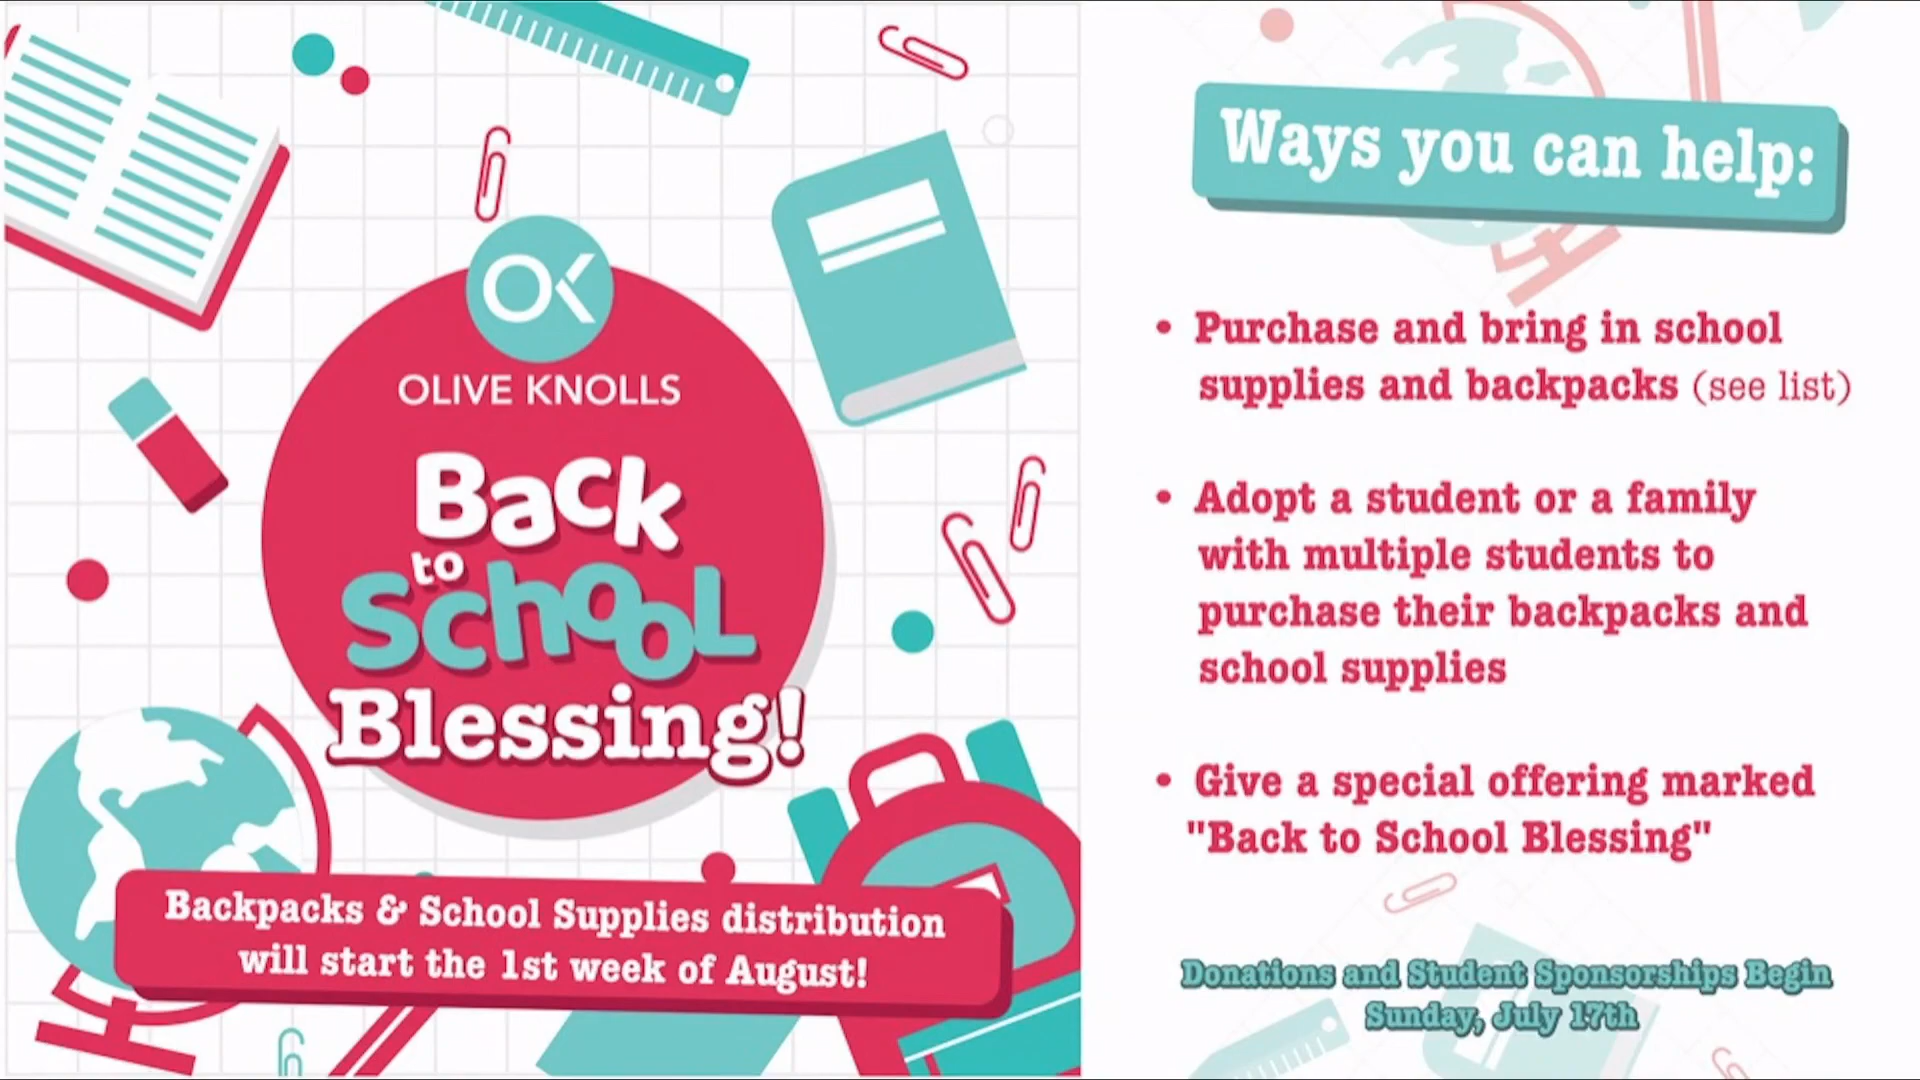 OK
OLIVE KNOLLS
Back
to
SchooL
Blessing!
Backpacks & School Supplies distribution
will start the 1st week of August!
Ways you can help:
• Purchase and bring in school
supplies and backpacks (see list)
• Adopt a student or a family
with multiple students to
purchase their backpacks and
school supplies
• Give a special offering marked
"Back to School Blessing"
Donations and Student Sponsorships Begin
Sunday, July 17th